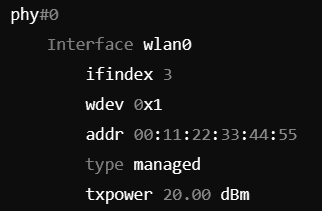 phy#0
Interface wlan0
ifindex 3
wdev 0x1
addr 00:11:22:33:44:55
type managed
txpower 20.00 dBm